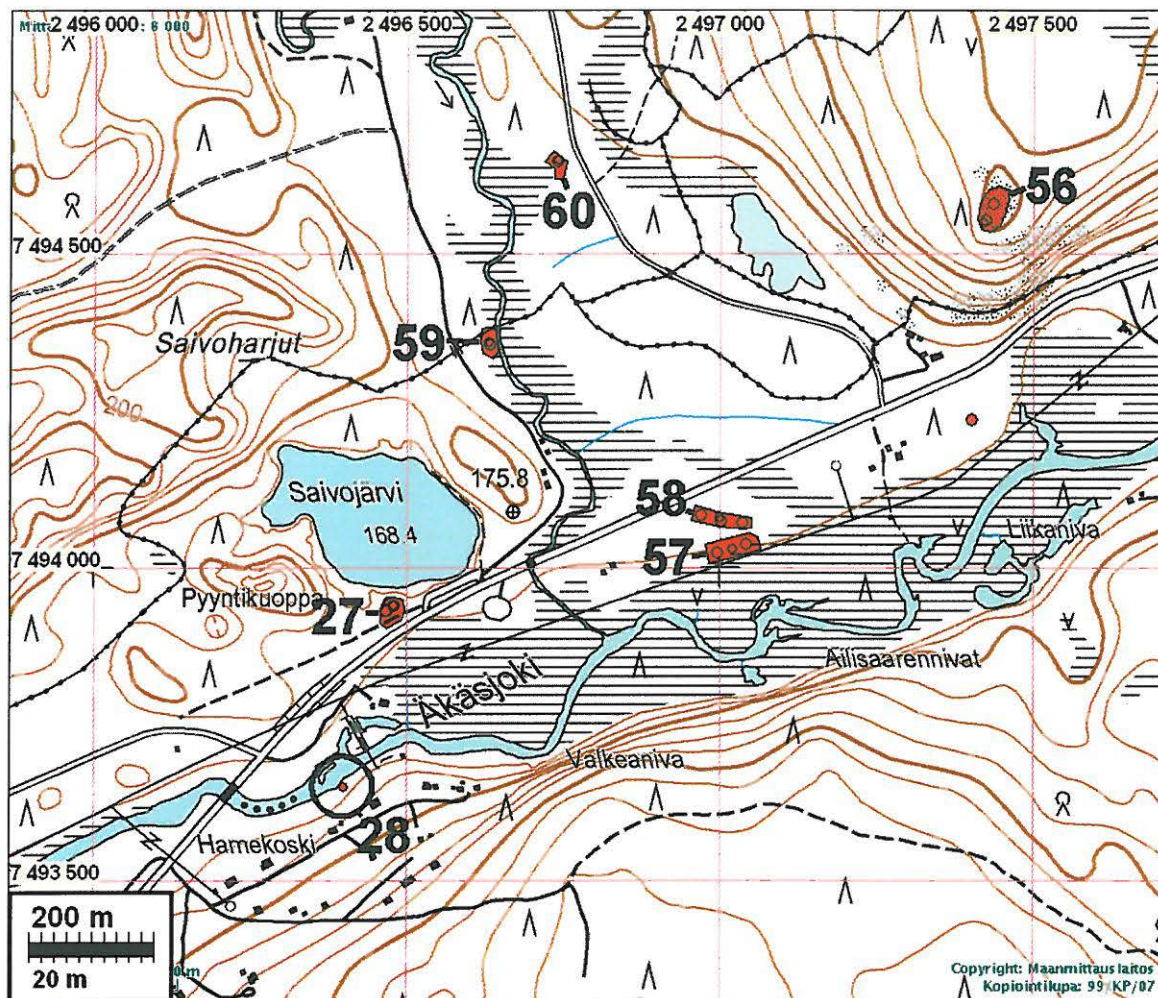 2 496 000
: 8 000
2 496 500
2 497 000
2 497 500
56
60
7 494 500
59
Saivoharjut
200
175.8
Saivojärvi
168.4
58
57
Liikaniva
7 494 000
Pyyntikuoppa
27
Ailisaarennivat
Äkäsjoki
Valkeaniva
Hamekoski
28
7 493 500
200 m
20 m
Copyright: Maanmittauslaitos
Kopiointilupa: 99/KP/07